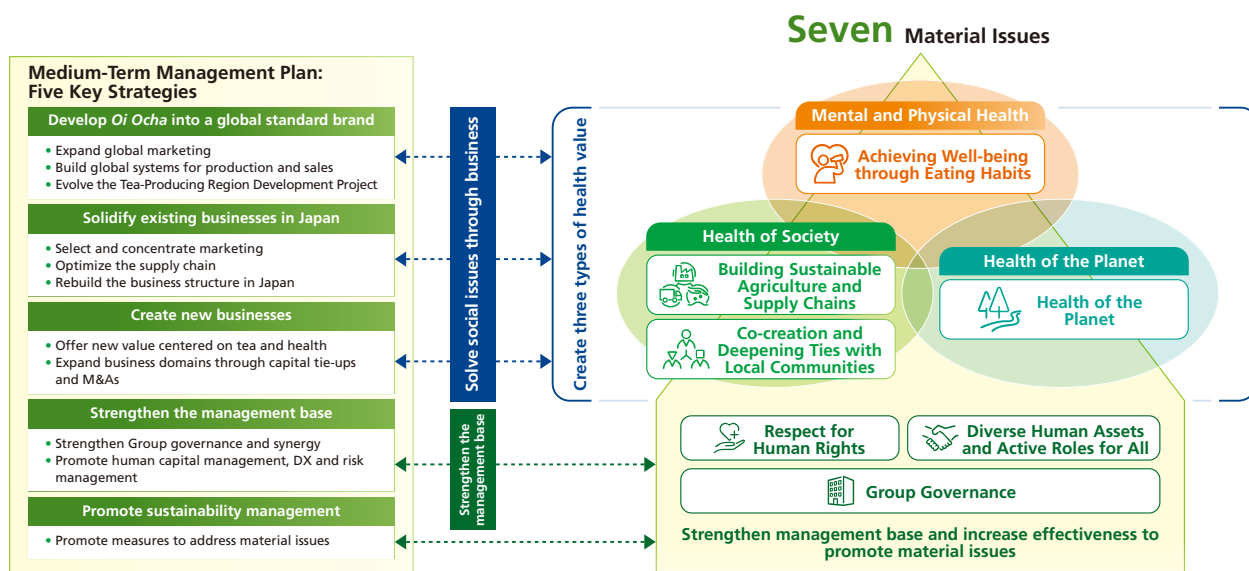 Seven Material Issues
Medium-Term Management Plan:
Five Key Strategies
Develop Oi Ocha into a global standard brand
• Expand global marketing
• Build global systems for production and sales
• Evolve the Tea-Producing Region Development Project
Solidify existing businesses in Japan
• Select and concentrate marketing
• Optimize the supply chain
• Rebuild the business structure in Japan
Create new businesses
• Offer new value centered on tea and health
• Expand business domains through capital tie-ups
and M&As
Strengthen the management base
• Strengthen Group governance and synergy
• Promote human capital management, DX and risk
management
Promote sustainability management
• Promote measures to address material issues
Solve social issues through business
Strengthen the
management base
Create three types of health value
Mental and Physical Health
Achieving Well-being
through Eating Habits
Health of Society
Building Sustainable
Agriculture and
Supply Chains
Co-creation and
Deepening Ties with
Local Communities
Health of the Planet
Health of the
Planet
Respect for
Human Rights
Diverse Human Assets
and Active Roles for All
Group Governance
Strengthen management base and increase effectiveness to
promote material issues